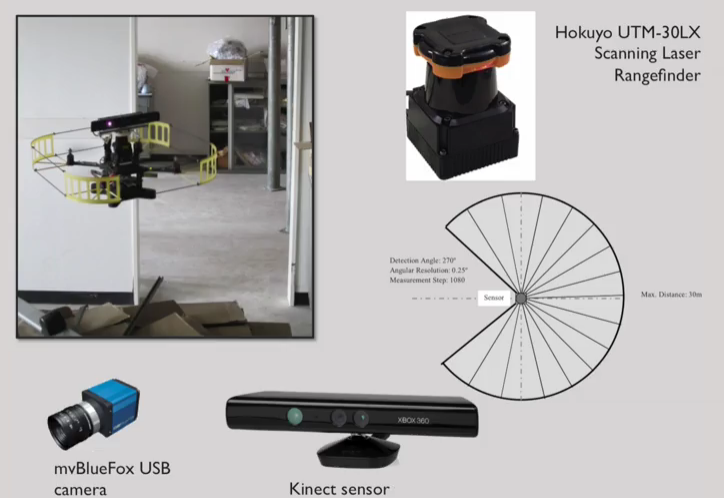 Hokuyo UTM-30LX
Scanning Laser
Rangefinder
Detection Angle: 270°
Angular Resolution: 0.25°
Measurement Step: 1080
Sensor
Max. Distance: 30m
XBOX 360
mvBlueFox USB
camera
Kinect sensor